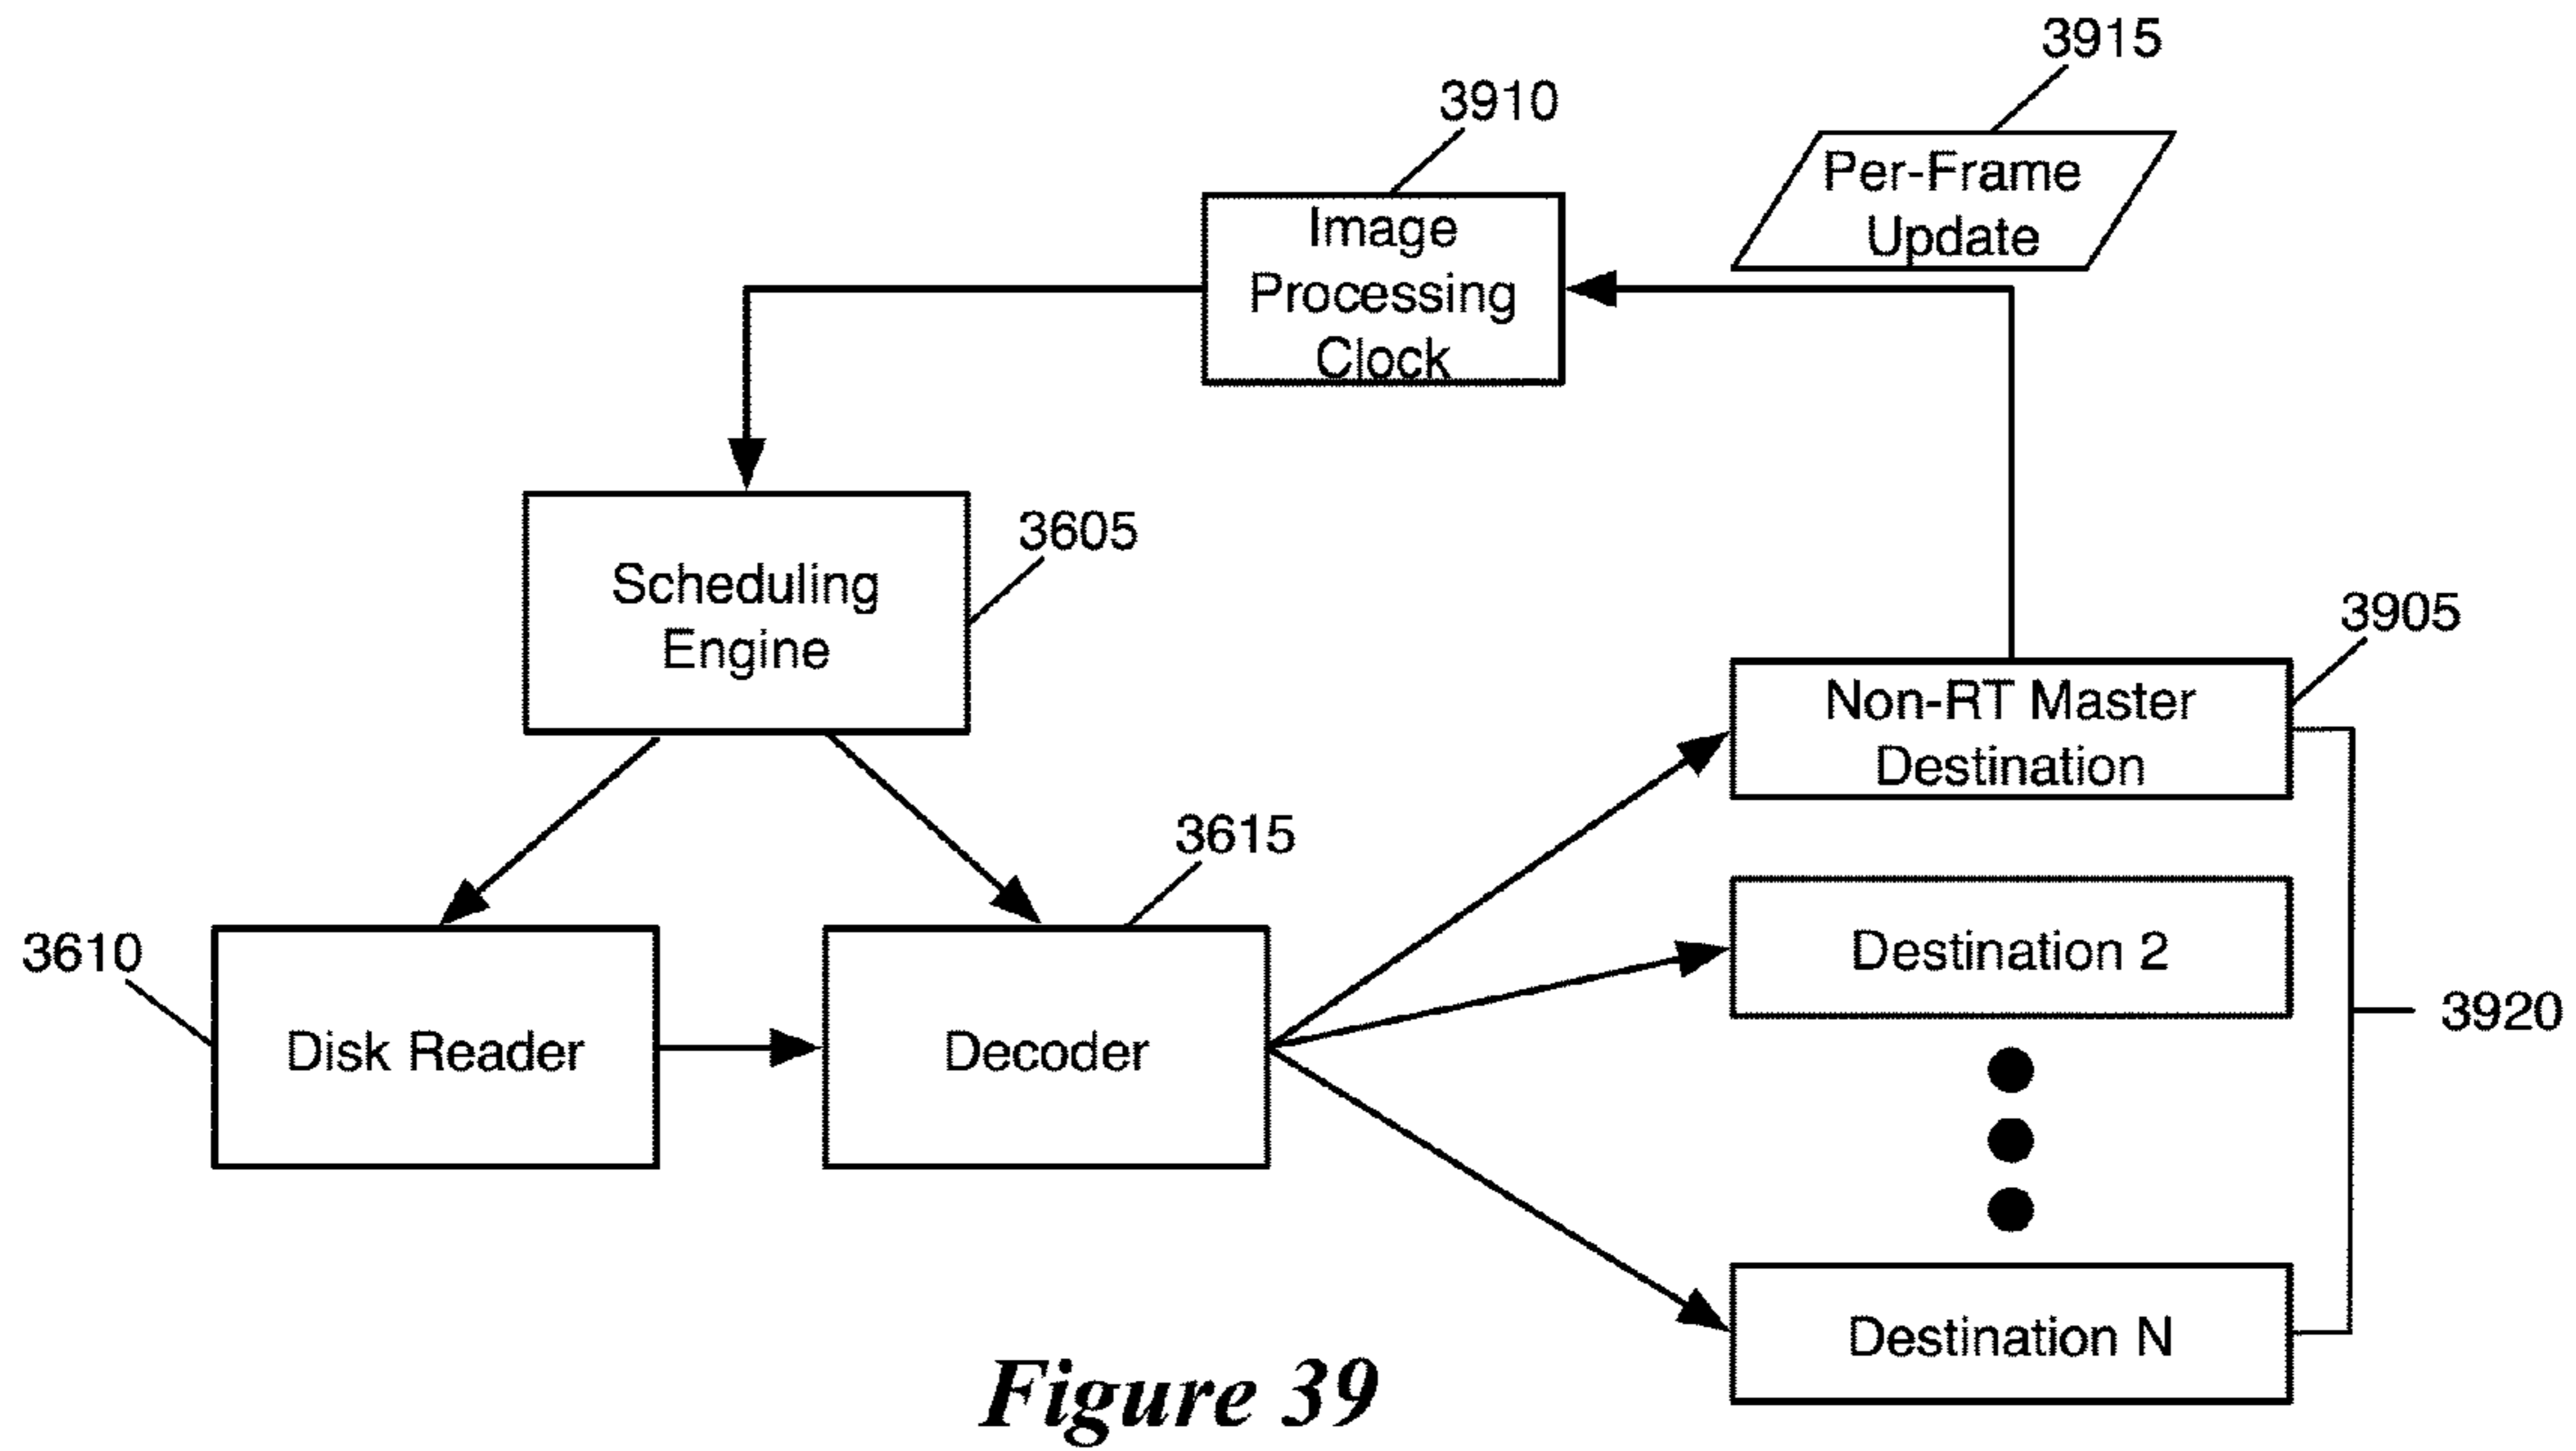 3915
3910
Per-Frame
Update
Image
Processing
Clock
3605
Scheduling
Engine
3905
Non-RT Master
Destination
3615
3610
Destination 2
Disk Reader
Decoder
3920
Destination N
Figure 39